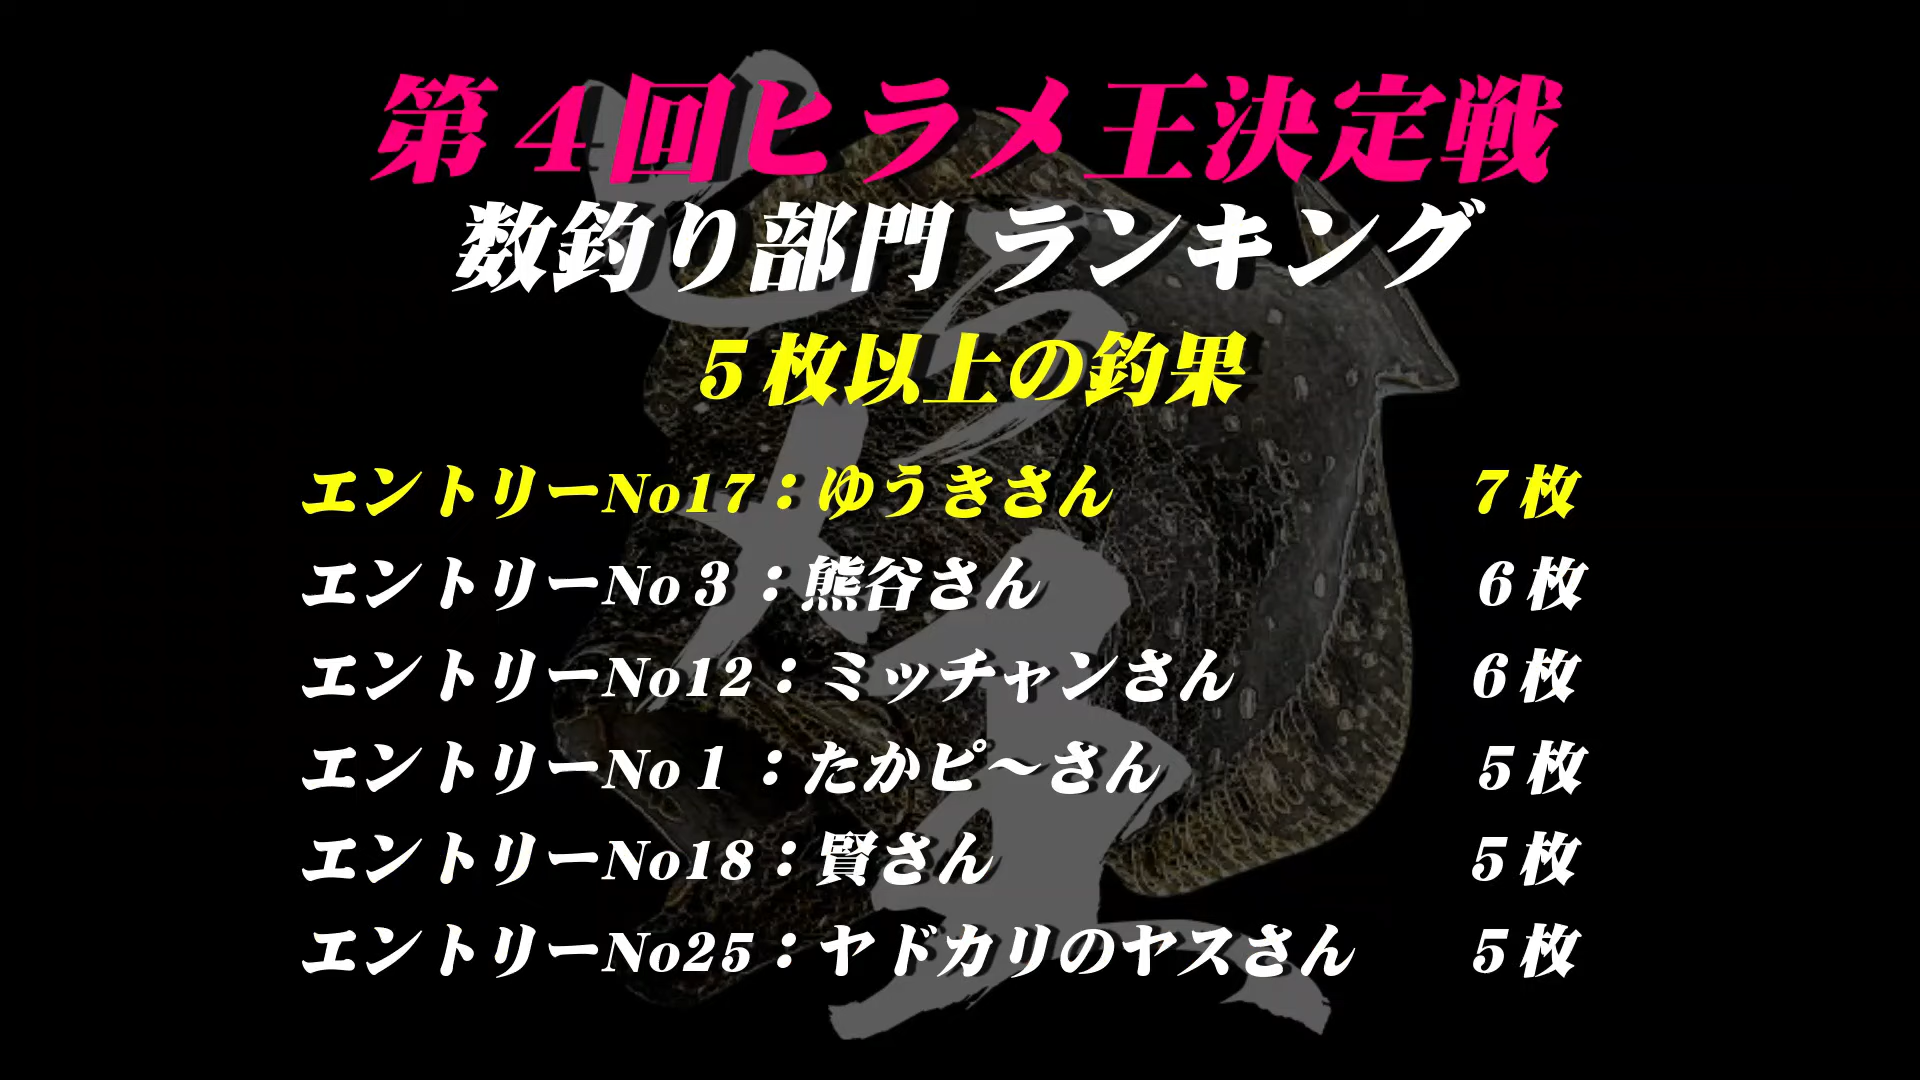 第４回ヒラメ王決定戦
数釣り部門 ランキング
５枚以上の釣果
エントリーNo17：ゆうきさん 7枚
エントリーNo３：熊谷さん 6枚
エントリーNo12：ミッチャンさん 6枚
エントリーNo１：たかピ～さん 5枚
エントリーNo18：賢さん 5枚
エントリーNo25：ヤドカリのヤスさん 5枚
ひらメ王